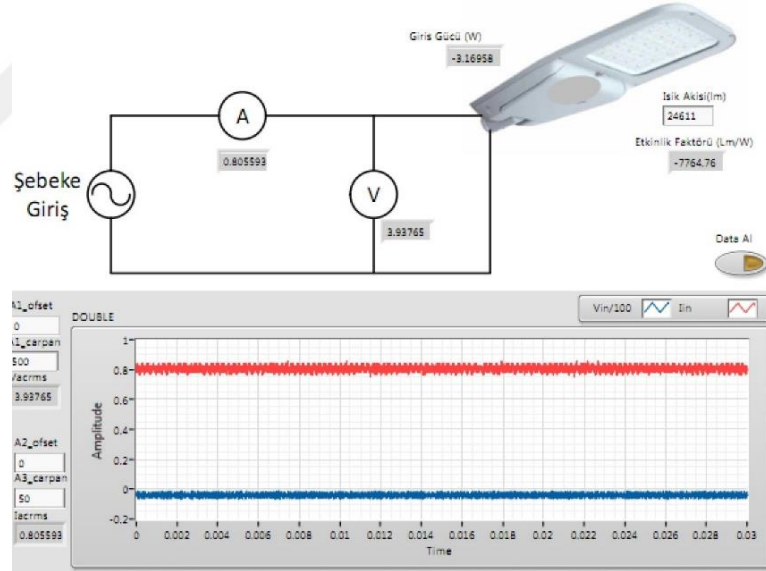 Giris Gücü (W)
-3.16958
Isik Akisi(lm)
24611
Etkinlik Faktörü (Lm/W)
-7764.76
A
0.805593
Şebeke
Giriş
V
3.93765
Data Al
A1_ofset
0
A1_carpan
500
Vacrms
3.93765
A2_ofset
0
A3_carpan
50
Iacrms
0.805593
DOUBLE
Vin/100
Iin
Amplitude
1
0.8
0.6
0.4
0.2
0
-0.2
0 0.002 0.004 0.006 0.008 0.01 0.012 0.014 0.016 0.018 0.02 0.022 0.024 0.026 0.028 0.03
Time